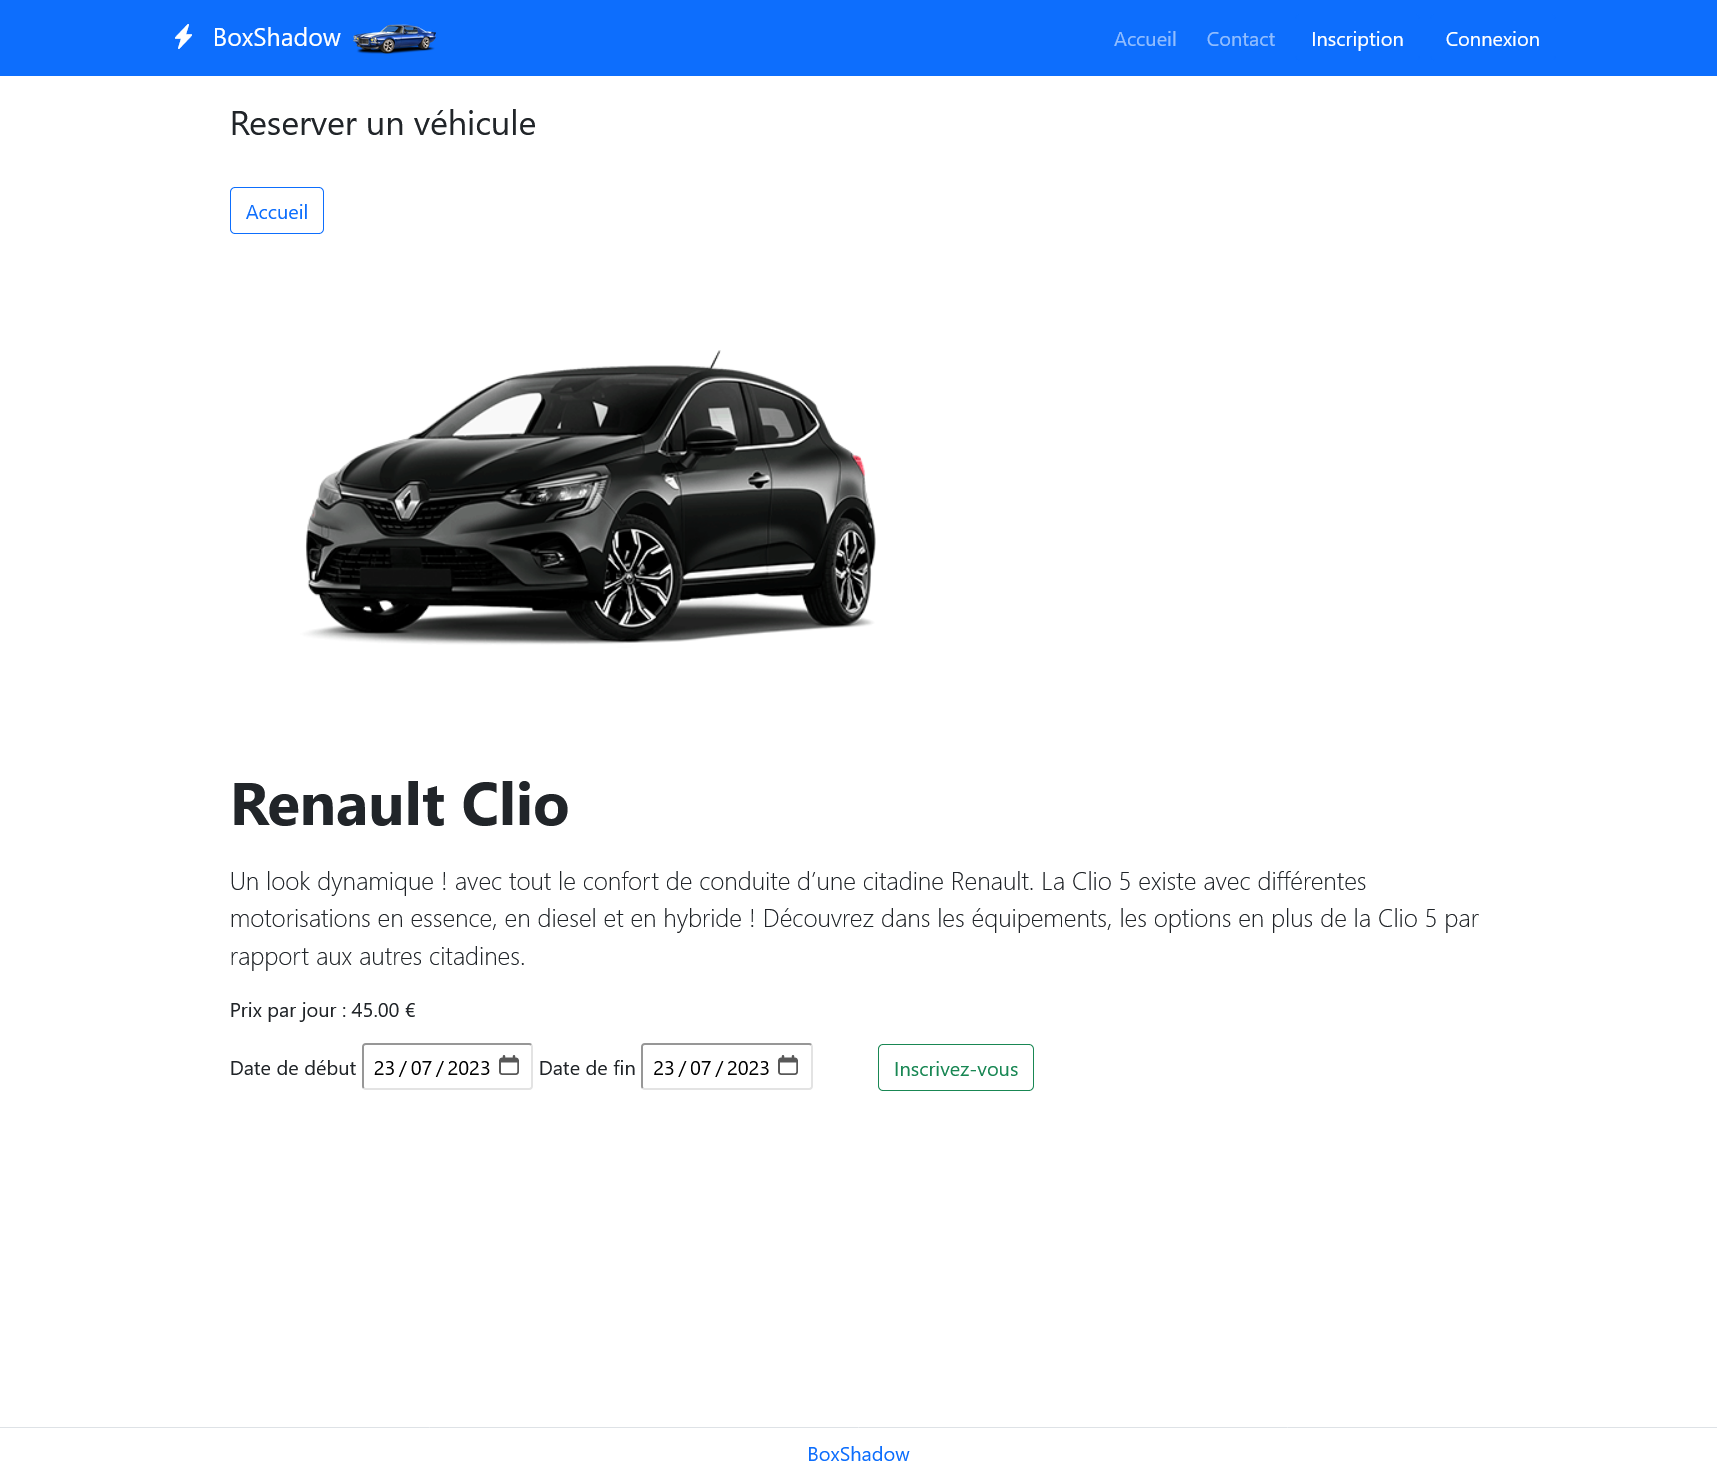 BoxShadow
Accueil Contact Inscription Connexion
Reserver un véhicule
Accueil
Renault Clio
Un look dynamique ! avec tout le confort de conduite d’une citadine Renault. La Clio 5 existe avec différentes
motorisations en essence, en diesel et en hybride ! Découvrez dans les équipements, les options en plus de la Clio 5 par
rapport aux autres citadines.
Prix par jour : 45.00 €
Date de début 23/07/2023 Date de fin 23/07/2023 Inscrivez-vous
BoxShadow